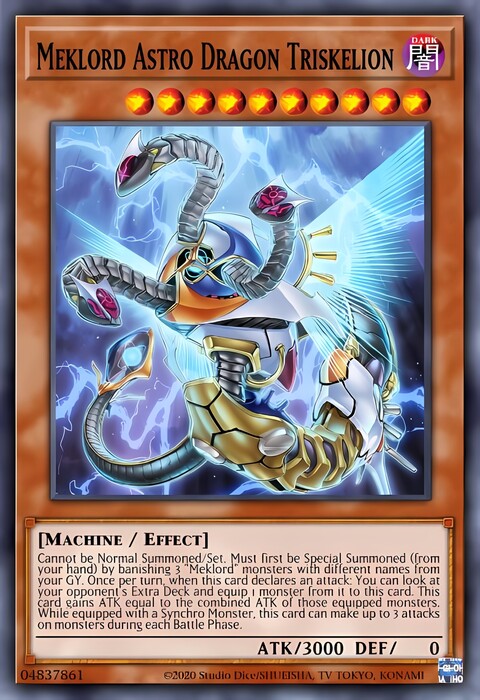 MEKLORD ASTRO DRAGON TRISKELION
DARK
闇
[MACHINE / EFFECT]
Cannot be Normal Summoned/Set. Must first be Special Summoned (from
your hand) by banishing 3 "Meklord" monsters with different names from
your GY. Once per turn, when this card declares an attack: You can look at
your opponent's Extra Deck and equip 1 monster from it to this card. This
card gains ATK equal to the combined ATK of those equipped monsters.
While equipped with a Synchro Monster, this card can make up to 3 attacks
on monsters during each Battle Phase.
ATK/3000 DEF/ 0
04837861
©2020 Studio Dice/SHUEISHA, TV TOKYO, KONAMI